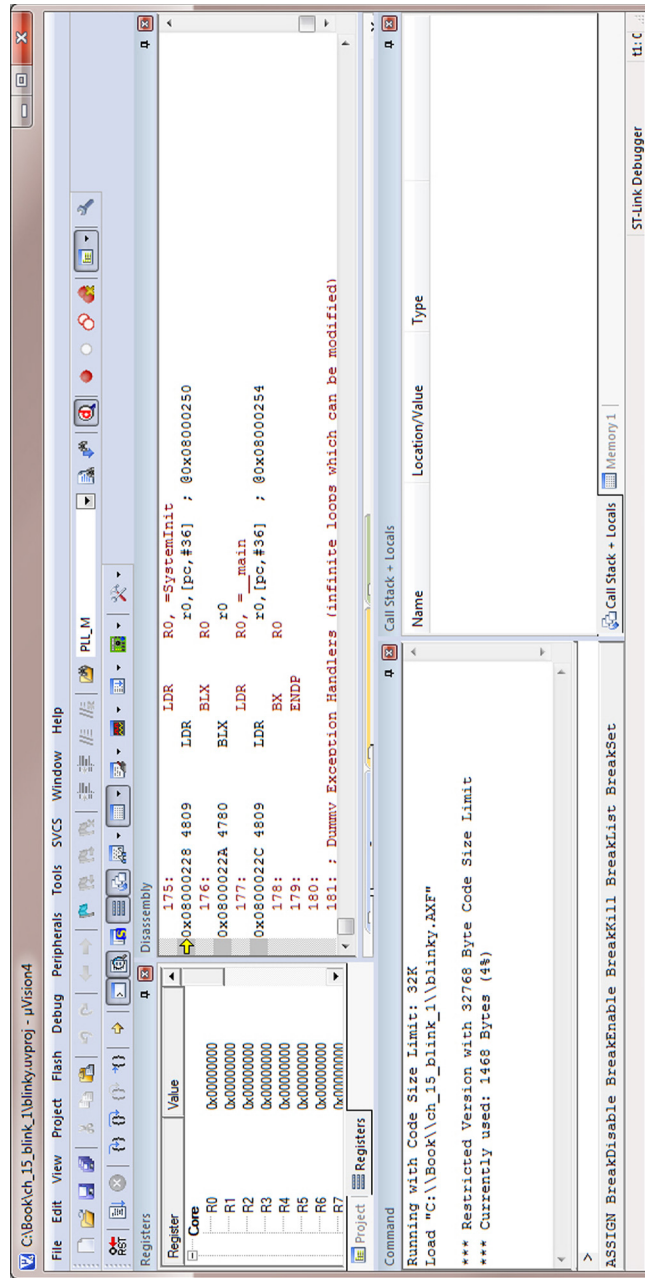 C:\Book\ch_15_blink_1\blinky.uvproj - µVision4
File Edit View Project Flash Debug Peripherals Tools SVCS Window Help
PLL_M
RST
Registers
Register Value
Core
R0 0x00000000
R1 0x00000000
R2 0x00000000
R3 0x00000000
R4 0x00000000
R5 0x00000000
R6 0x00000000
R7 0x00000000
Project Registers
Disassembly
175: LDR R0, =SystemInit
0x08000228 4809 LDR r0,[pc,#36] ; @0x08000250
176: BLX R0
0x0800022A 4780 BLX r0
177: LDR R0, =__main
0x0800022C 4809 LDR r0,[pc,#36] ; @0x08000254
178: BX R0
179: ENDP
180:
181: ; Dummy Exception Handlers (infinite loops which can be modified)
Command
Running with Code Size Limit: 32K
Load "C:\\Book\\ch_15_blink_1\\blinky.AXF"
*** Restricted Version with 32768 Byte Code Size Limit
*** Currently used: 1468 Bytes (4%)
>
ASSIGN BreakDisable BreakEnable BreakKill BreakList BreakSet
Call Stack + Locals
Name Location/Value Type
Call Stack + Locals Memory 1
ST-Link Debugger t1: 0